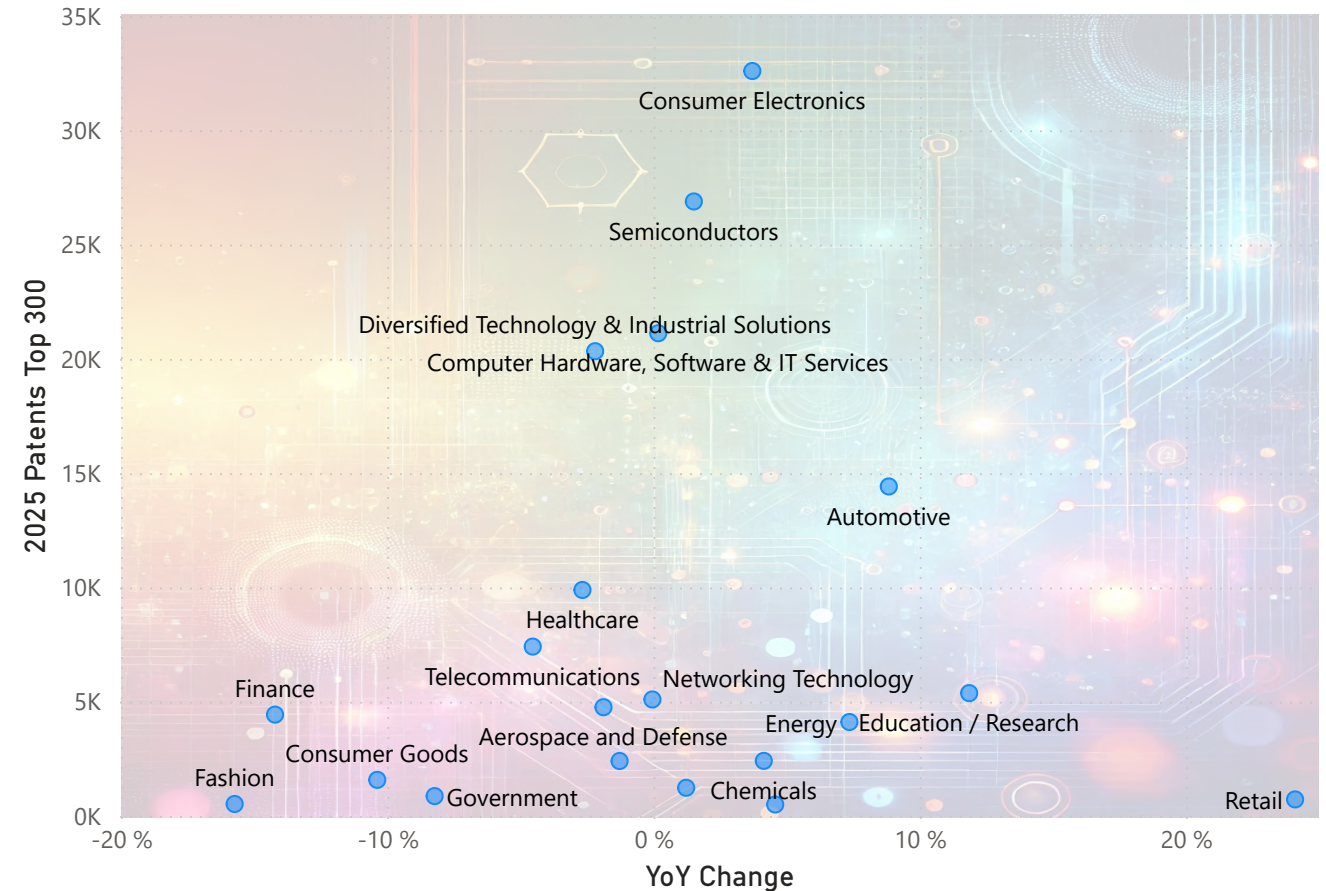 35K
Consumer Electronics
30K
Semiconductors
25K
Diversified Technology & Industrial Solutions
20K
Computer Hardware, Software & IT Services
15K
Automotive
10K
Healthcare
Telecommunications
Networking Technology
Finance
5K
Energy
Education / Research
Aerospace and Defense
Consumer Goods
Fashion
Government
Chemicals
Retail
0K
-20 %
-10 %
0 %
10 %
20 %
YoY Change
2025 Patents Top 300